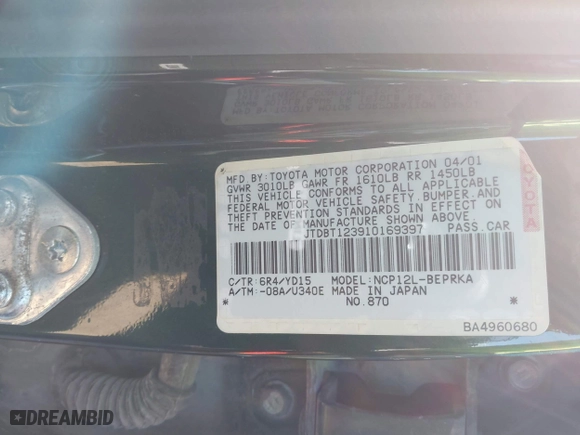 MFD.BY:TOYOTA MOTOR CORPORATION 04/01
GVWR 3010LB GAWR FR 1610LB RR 1450LB
THIS VEHICLE CONFORMS TO ALL APPLICABLE
FEDERAL MOTOR VEHICLE SAFETY,BUMPER,AND
THEFT PREVENTION STANDARDS IN EFFECT ON
THE DATE OF MANUFACTURE SHOWN ABOVE.
JTDBT123910169397 PASS.CAR
TOYOTA
C/TR:6R4/YD15 MODEL:NCP12L-BEPRKA
A/TM:-08A/U340E MADE IN JAPAN
NO.870
BA4960680
DREAMBID